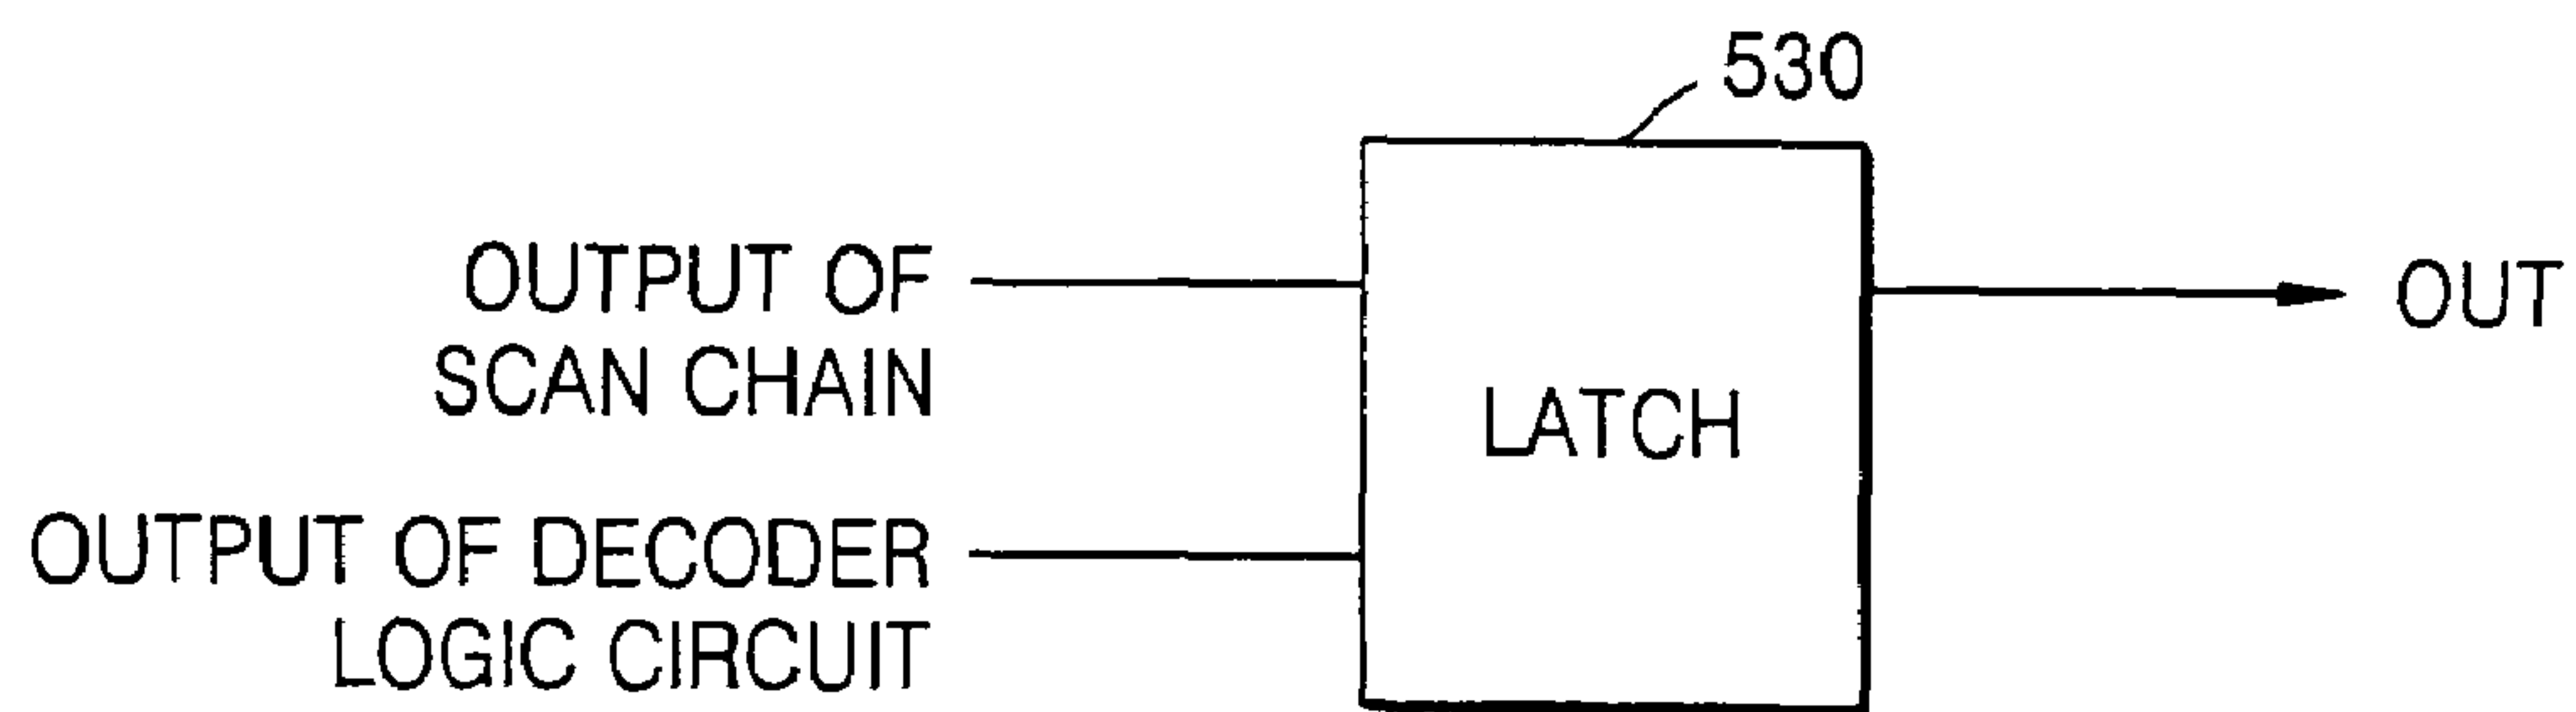 530
OUTPUT OF
SCAN CHAIN
OUT
LATCH
OUTPUT OF DECODER
LOGIC CIRCUIT